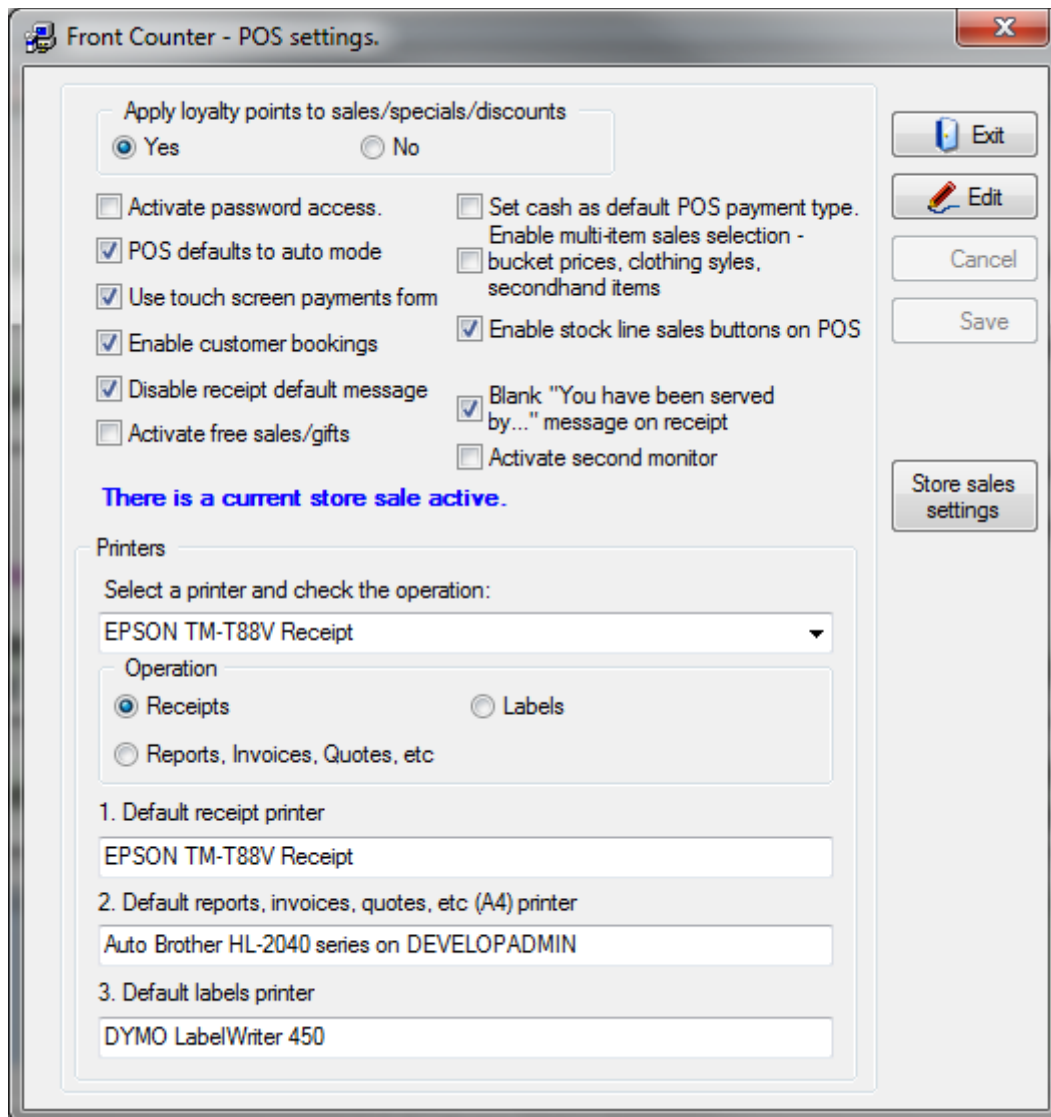 Front Counter - POS settings.
Apply loyalty points to sales/specials/discounts
Yes
No
Exit
Edit
Cancel
Save
Activate password access.
POS defaults to auto mode
Use touch screen payments form
Enable customer bookings
Disable receipt default message
Activate free sales/gifts
Set cash as default POS payment type.
Enable multi-item sales selection -
bucket prices, clothing syles,
secondhand items
Enable stock line sales buttons on POS
Blank "You have been served
by..." message on receipt
Activate second monitor
Store sales
settings
There is a current store sale active.
Printers
Select a printer and check the operation:
EPSON TM-T88V Receipt
Operation
Receipts
Labels
Reports, Invoices, Quotes, etc
1. Default receipt printer
EPSON TM-T88V Receipt
2. Default reports, invoices, quotes, etc (A4) printer
Auto Brother HL-2040 series on DEVELOPADMIN
3. Default labels printer
DYMO LabelWriter 450